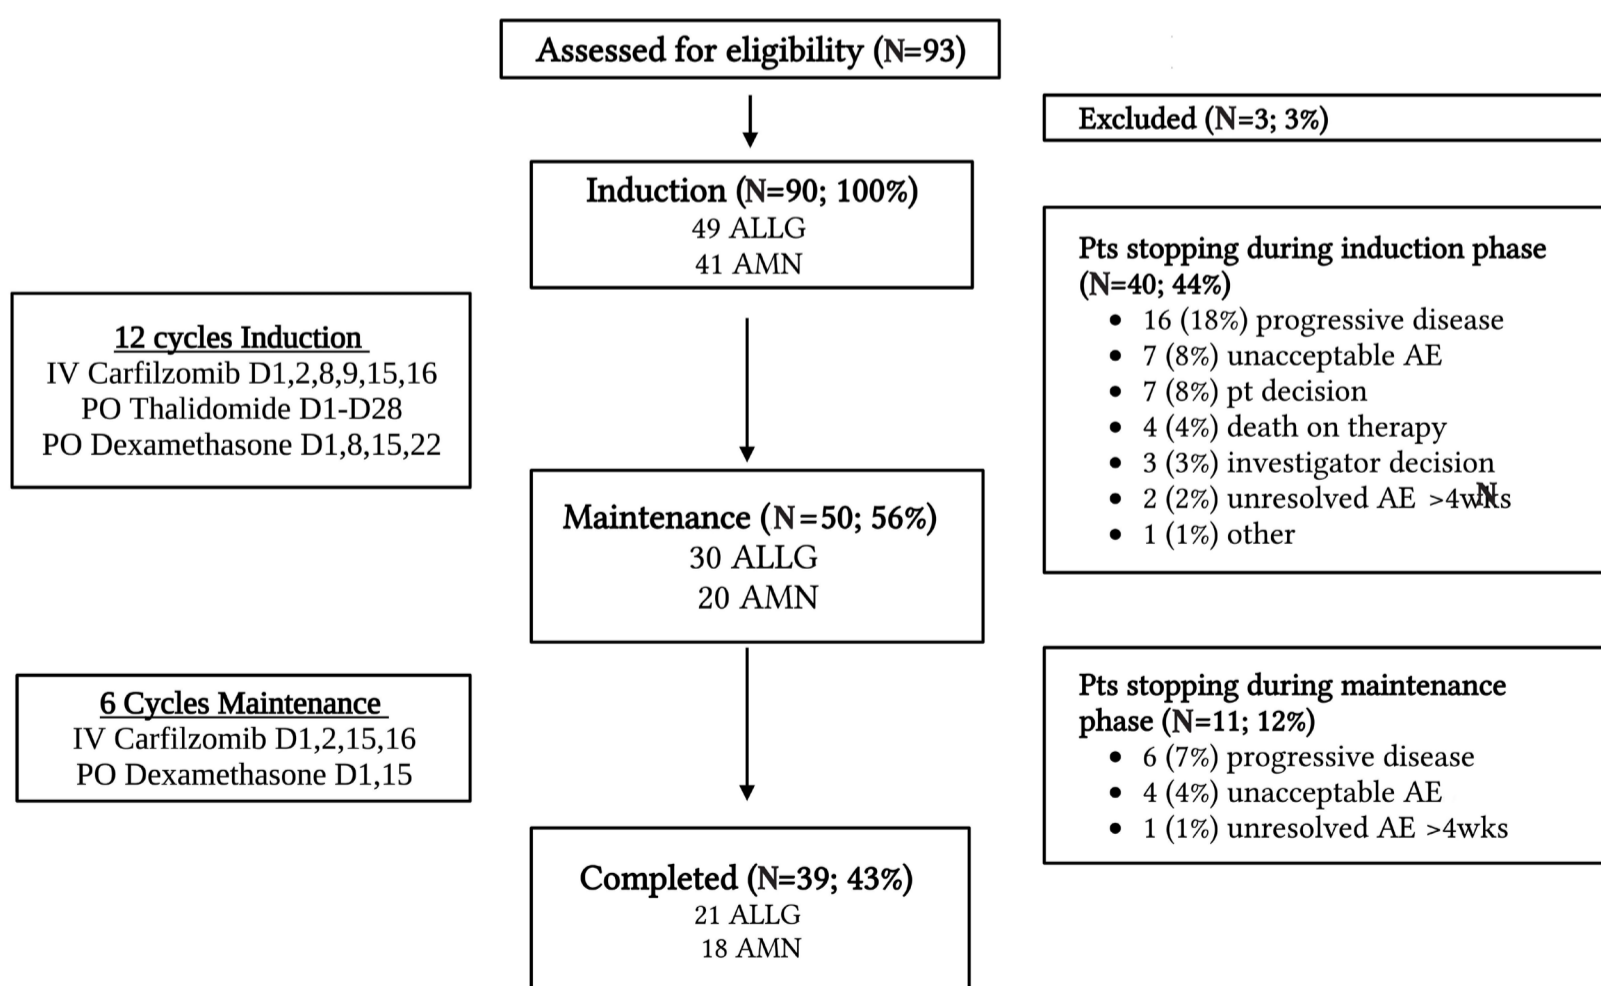 Assessed for eligibility (N=93)
Excluded (N=3; 3%)
Induction (N=90; 100%)
49 ALLG
41 AMN
Pts stopping during induction phase
(N=40; 44%)
• 16 (18%) progressive disease
• 7 (8%) unacceptable AE
• 7 (8%) pt decision
• 4 (4%) death on therapy
• 3 (3%) investigator decision
• 2 (2%) unresolved AE >4wks
• 1 (1%) other
12 cycles Induction
IV Carfilzomib D1,2,8,9,15,16
PO Thalidomide D1-D28
PO Dexamethasone D1,8,15,22
Maintenance (N=50; 56%)
30 ALLG
20 AMN
Pts stopping during maintenance
phase (N=11; 12%)
• 6 (7%) progressive disease
• 4 (4%) unacceptable AE
• 1 (1%) unresolved AE >4wks
6 Cycles Maintenance
IV Carfilzomib D1,2,15,16
PO Dexamethasone D1,15
Completed (N=39; 43%)
21 ALLG
18 AMN